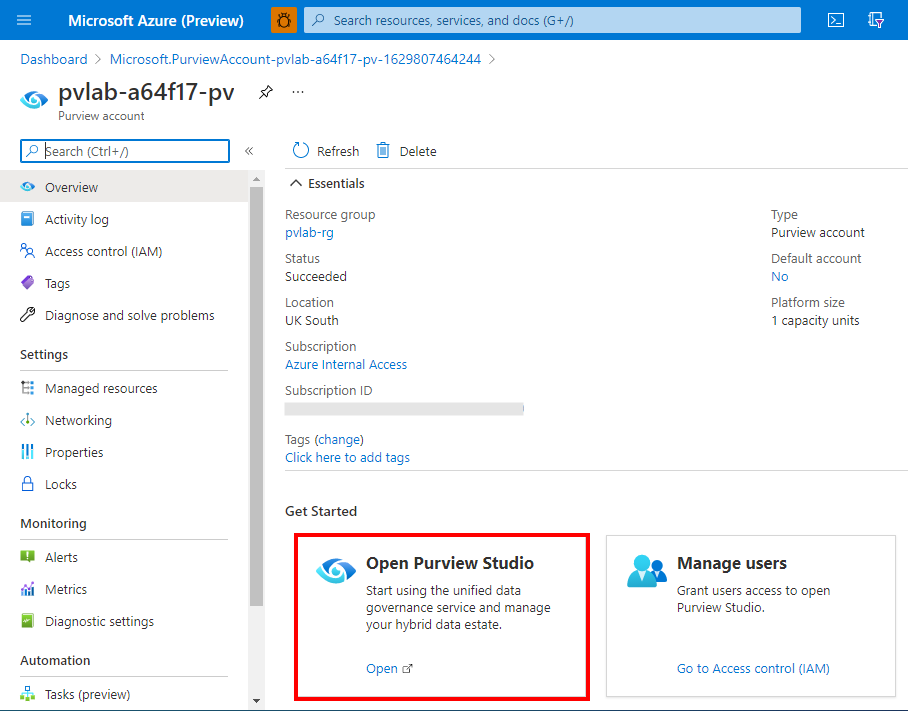 Microsoft Azure (Preview)
Search resources, services, and docs (G+/)
Dashboard > Microsoft.PurviewAccount-pvlab-a64f17-pv-1629807464244 >
pvlab-a64f17-pv ...
Purview account
Search (Ctrl+/)
«
Overview
Activity log
Access control (IAM)
Tags
Diagnose and solve problems
Settings
Managed resources
Networking
Properties
Locks
Monitoring
Alerts
Metrics
Diagnostic settings
Automation
Tasks (preview)
Refresh
Delete
Essentials
Resource group
pvlab-rg
Status
Succeeded
Location
UK South
Subscription
Azure Internal Access
Subscription ID
Tags (change)
Click here to add tags
Type
Purview account
Default account
No
Platform size
1 capacity units
Get Started
Open Purview Studio
Start using the unified data
governance service and manage
your hybrid data estate.
Open
Manage users
Grant users access to open
Purview Studio.
Go to Access control (IAM)